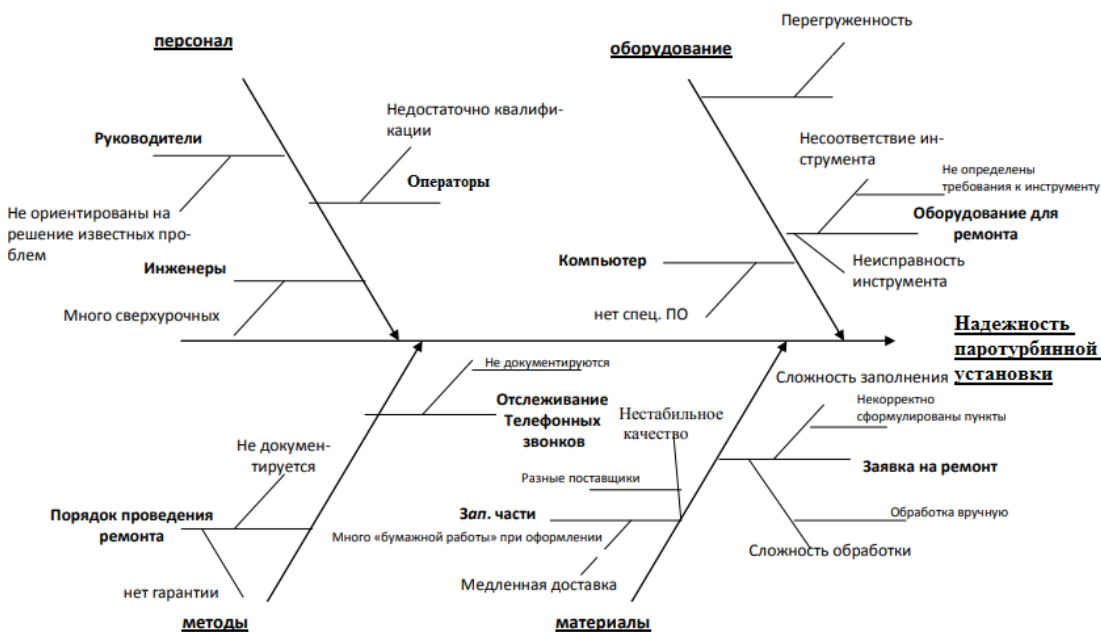 персонал
Руководители
Не ориентированы на
решение известных про-
блем
Недостаточно квалифи-
кации
Операторы
Инженеры
Много сверхурочных
оборудование
Перегруженность
Несоответствие ин-
струмента
Не определены
требования к инструменту
Оборудование для
ремонта
Неисправность
инструмента
Компьютер
нет спец. ПО
Надежность
паротурбинной
установки
Не документируются
Отслеживание
Телефонных
звонков
Не докумен-
тируется
Порядок проведения
ремонта
нет гарантии
методы
Нестабильное
качество
Разные поставщики
Зап. части
Много «бумажной работы» при оформлении
Медленная доставка
Сложность заполнения
Некорректно
сформулированы пункты
Заявка на ремонт
Обработка вручную
Сложность обработки
материалы